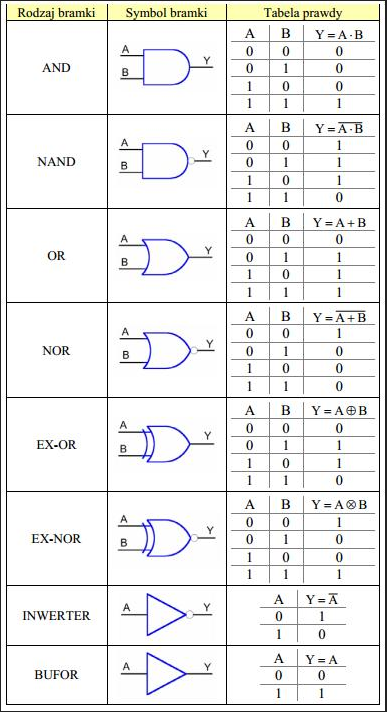 Rodzaj bramki Symbol bramki Tabela prawdy
AND
A
B
Y
A B Y = A · B
0 0 0
0 1 0
1 0 0
1 1 1
NAND
A
B
Y
A B Y = A̅ ̅·̅ ̅B̅
0 0 1
0 1 1
1 0 1
1 1 0
OR
A
B
Y
A B Y = A + B
0 0 0
0 1 1
1 0 1
1 1 1
NOR
A
B
Y
A B Y = A̅ ̅+̅ ̅B̅
0 0 1
0 1 0
1 0 0
1 1 0
EX-OR
A
B
Y
A B Y = A ⊕ B
0 0 0
0 1 1
1 0 1
1 1 0
EX-NOR
A
B
Y
A B Y = A ⊗ B
0 0 1
0 1 0
1 0 0
1 1 1
INWERTER
A Y
A Y = A̅
0 1
1 0
BUFOR
A Y
A Y = A
0 0
1 1